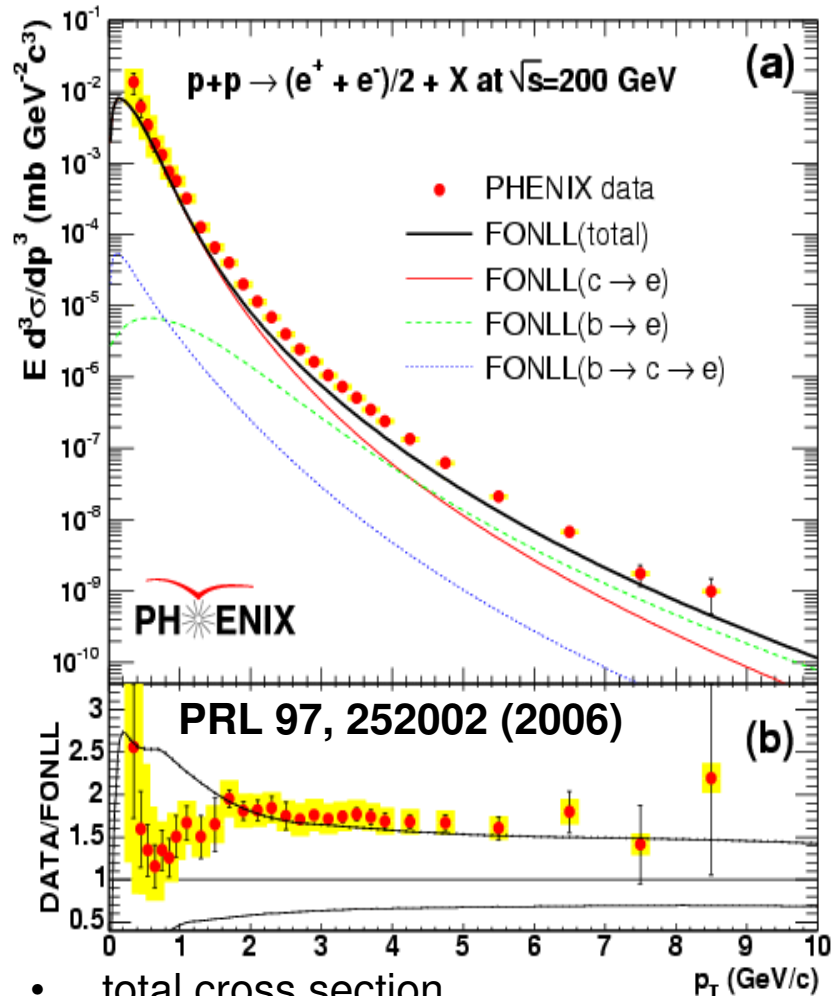 10⁻¹
(a)
p+p → (e⁺ + e⁻)/2 + X at √s=200 GeV
10⁻²
10⁻³
PHENIX data
10⁻⁴
FONLL(total)
FONLL(c → e)
10⁻⁵
FONLL(b → e)
FONLL(b → c → e)
10⁻⁶
10⁻⁷
10⁻⁸
10⁻⁹
PHENIX
10⁻¹⁰
E d³σ/dp³ (mb GeV⁻²c³)
3
PRL 97, 252002 (2006)
(b)
2.5
2
1.5
1
0.5
DATA/FONLL
0 1 2 3 4 5 6 7 8 9 10
p_T (GeV/c)
• total cross section